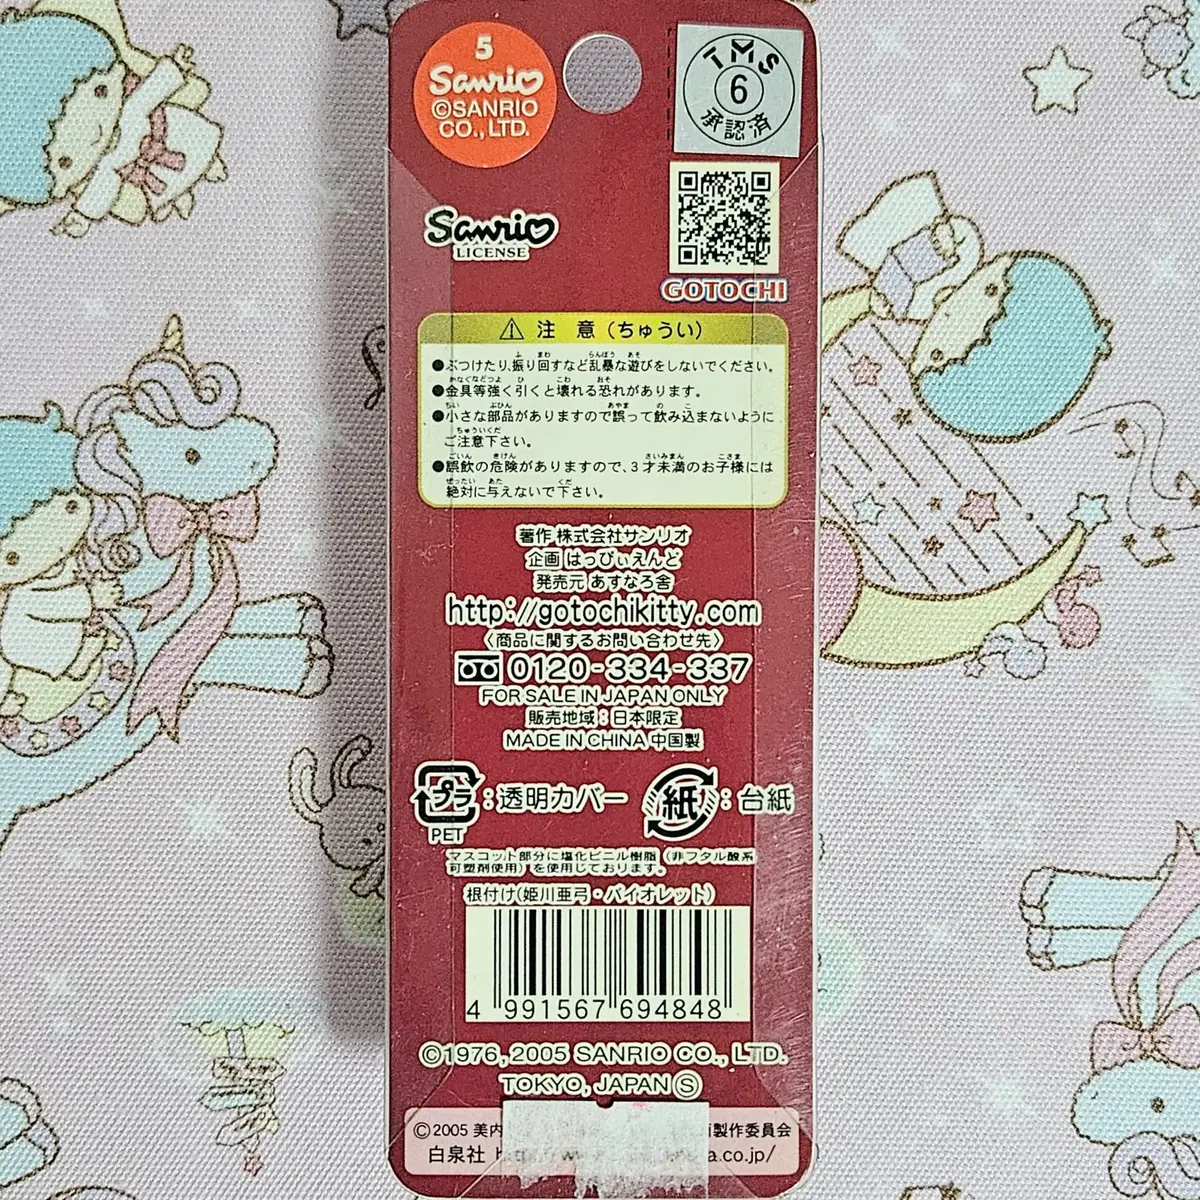 5
Sanrio
©SANRIO
CO.,LTD.
TMS
6
承認済
Sanrio
LICENSE
GOTOCHI
⚠ 注 意 (ちゅうい)
●ぶつけたり、振り回すなど乱暴な遊びをしないでください。
●金具等強く引くと壊れる恐れがあります。
●小さな部品がありますので誤って飲み込まないように
ご注意下さい。
●誤飲の危険がありますので、3才未満のお子様には
絶対に与えないで下さい。
著作 株式会社サンリオ
企画 はっぴぃえんど
発売元 あすなろ舎
http://gotochikitty.com
〈商品に関するお問い合わせ先〉
0120-334-337
FOR SALE IN JAPAN ONLY
販売地域：日本限定
MADE IN CHINA 中国製
プラ：透明カバー 紙：台紙
PET
マスコット部分に塩化ビニル樹脂（非フタル酸系
可塑剤使用）を使用しております。
根付け(姫川亜弓・バイオレット)
4 991567 694848
©1976, 2005 SANRIO CO., LTD.
TOKYO, JAPAN Ⓢ
©2005 美内 製作委員会
白泉社 .co.jp/